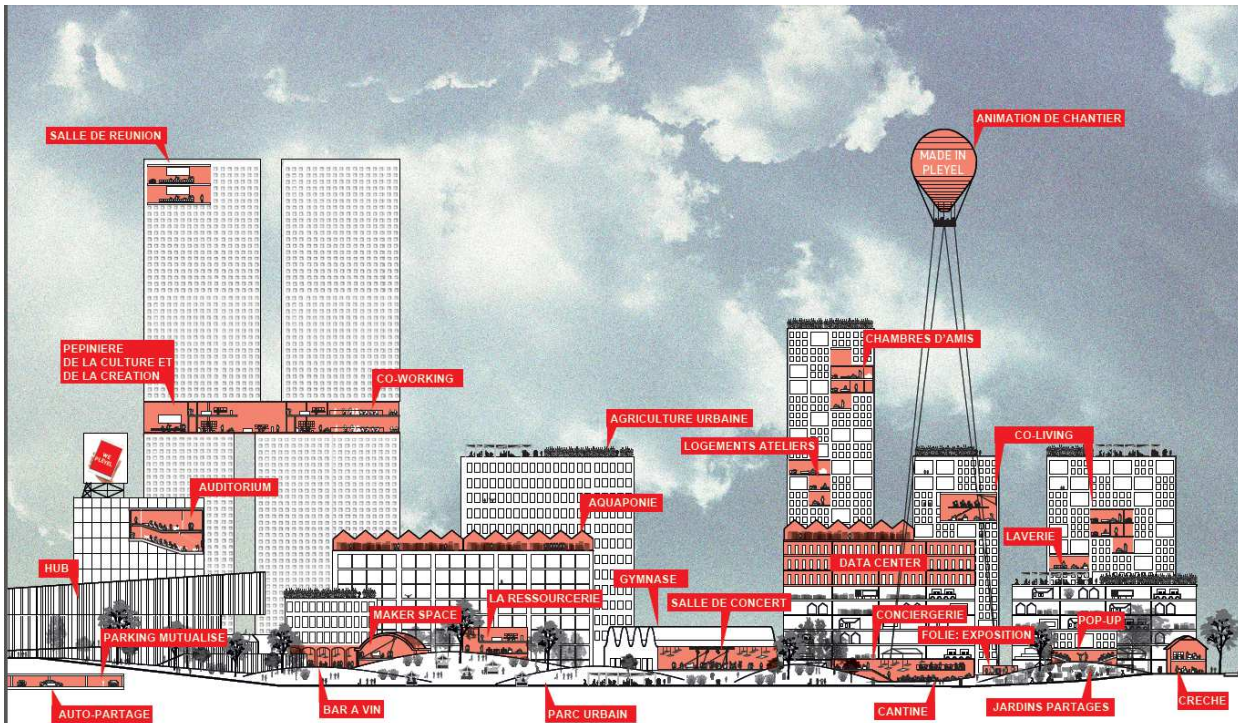 ANIMATION DE CHANTIER
SALLE DE REUNION
MADE IN
PLEYEL
CHAMBRES D'AMIS
PEPINIERE
DE LA CULTURE ET
DE LA CREATION
CO-WORKING
AGRICULTURE URBAINE
LOGEMENTS ATELIERS
CO-LIVING
WE
PLEYEL
AUDITORIUM
AQUAPONIE
HUB
DATA CENTER
LAVERIE
GYMNASE
LA RESSOURCERIE
SALLE DE CONCERT
MAKER SPACE
CONCIERGERIE
POP-UP
PARKING MUTUALISE
FOLIE: EXPOSITION
AUTO-PARTAGE
BAR A VIN
PARC URBAIN
CANTINE
JARDINS PARTAGES
CRECHE